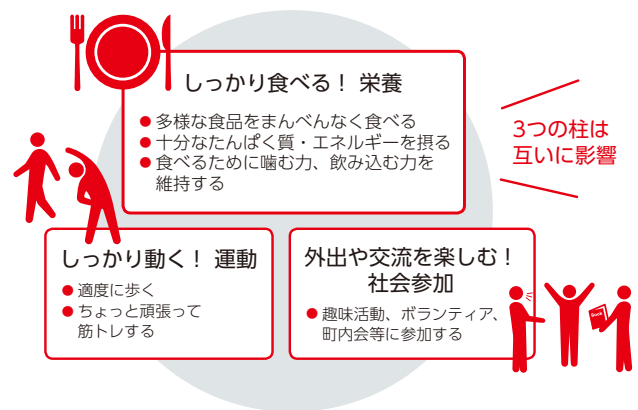 しっかり食べる！ 栄養
● 多様な食品をまんべんなく食べる
● 十分なたんぱく質・エネルギーを摂る
● 食べるために噛む力、飲み込む力を
維持する
3つの柱は
互いに影響
しっかり動く！ 運動
● 適度に歩く
● ちょっと頑張って
筋トレする
外出や交流を楽しむ！
社会参加
● 趣味活動、ボランティア、
町内会等に参加する
Book